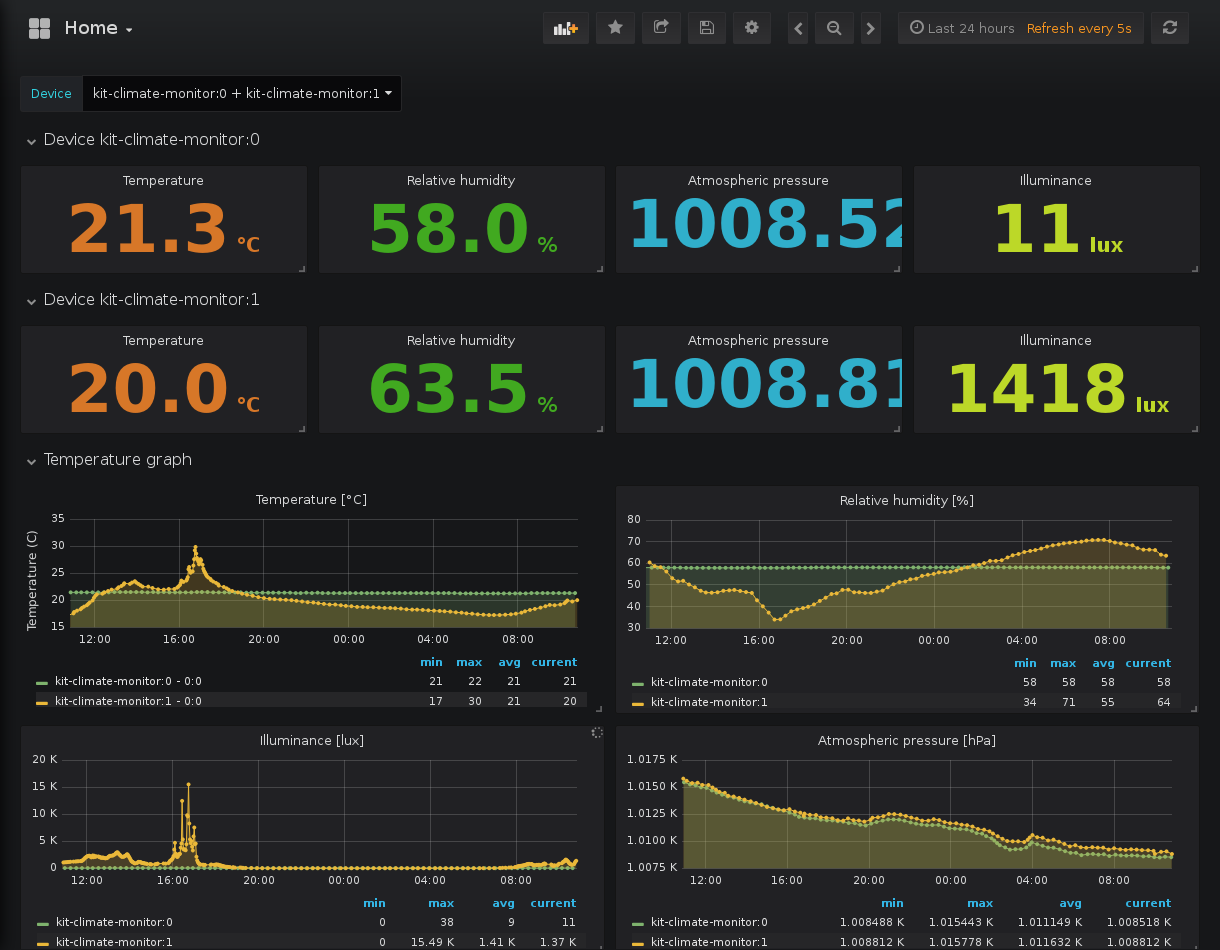 Home
Last 24 hours Refresh every 5s
Device kit-climate-monitor:0 + kit-climate-monitor:1
Device kit-climate-monitor:0
Temperature Relative humidity Atmospheric pressure Illuminance
21.3 °C 58.0 % 1008.52 11 lux
Device kit-climate-monitor:1
Temperature Relative humidity Atmospheric pressure Illuminance
20.0 °C 63.5 % 1008.81 1418 lux
Temperature graph
Temperature [°C]
Temperature (C)
35
30
25
20
15
12:00 16:00 20:00 00:00 04:00 08:00
min max avg current
kit-climate-monitor:0 - 0:0 21 22 21 21
kit-climate-monitor:1 - 0:0 17 30 21 20
Relative humidity [%]
80
70
60
50
40
30
12:00 16:00 20:00 00:00 04:00 08:00
min max avg current
kit-climate-monitor:0 58 58 58 58
kit-climate-monitor:1 34 71 55 64
Illuminance [lux]
20 K
15 K
10 K
5 K
0
12:00 16:00 20:00 00:00 04:00 08:00
min max avg current
kit-climate-monitor:0 0 38 9 11
kit-climate-monitor:1 0 15.49 K 1.41 K 1.37 K
Atmospheric pressure [hPa]
1.0175 K
1.0150 K
1.0125 K
1.0100 K
1.0075 K
12:00 16:00 20:00 00:00 04:00 08:00
min max avg current
kit-climate-monitor:0 1.008488 K 1.015443 K 1.011149 K 1.008518 K
kit-climate-monitor:1 1.008812 K 1.015778 K 1.011632 K 1.008812 K